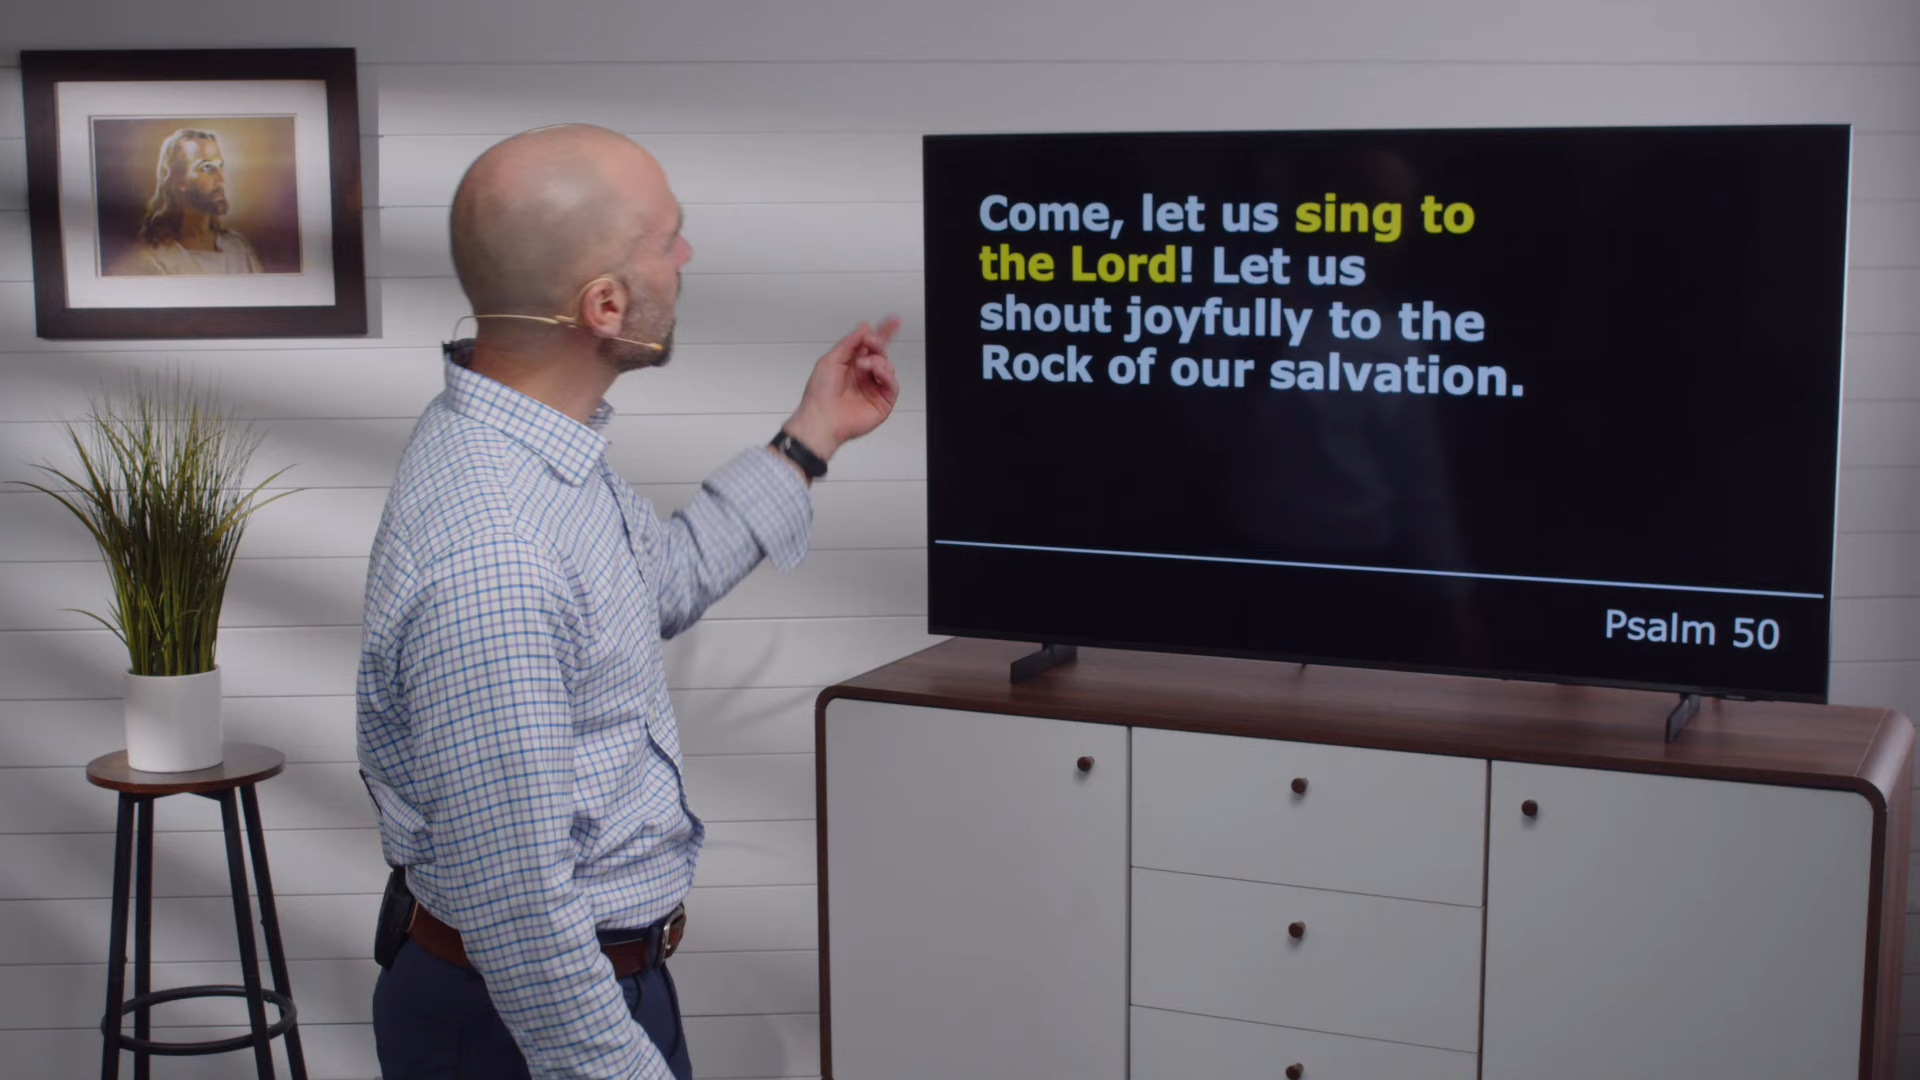 Come, let us sing to
the Lord! Let us
shout joyfully to the
Rock of our salvation.
Psalm 50